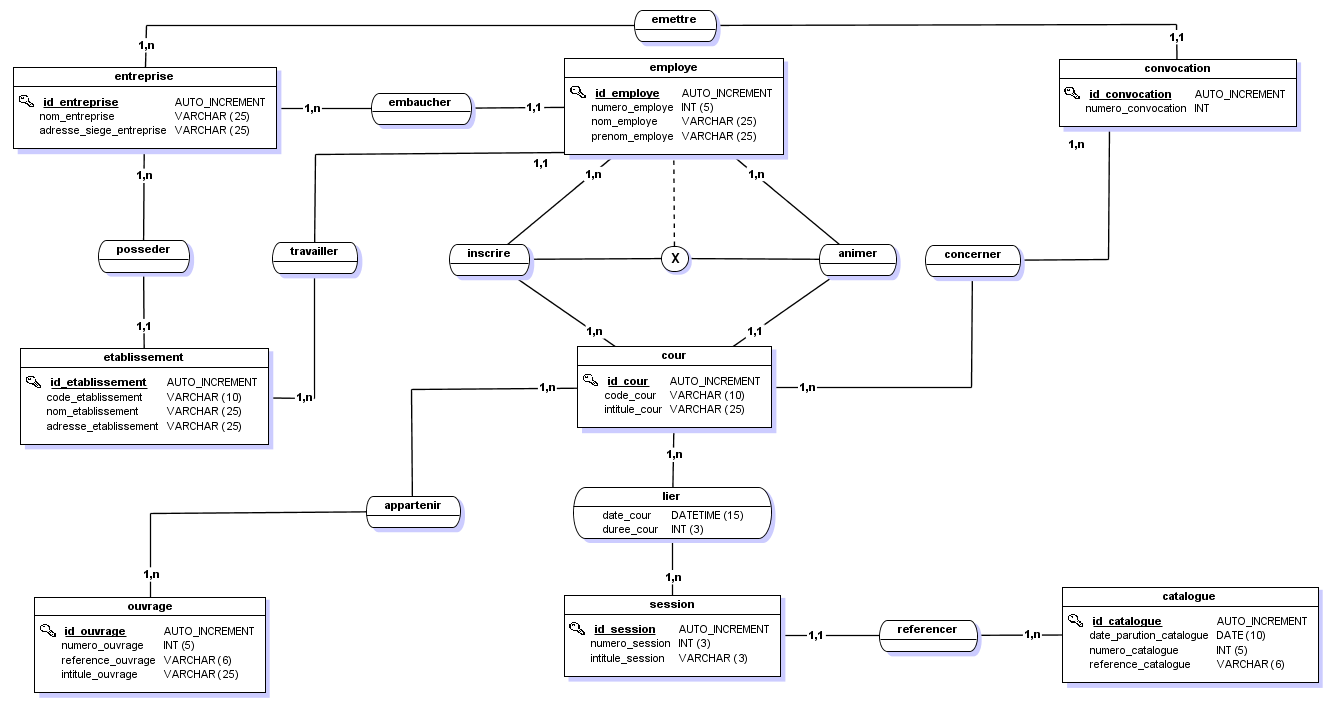 emettre
1,n
1,1
entreprise
id_entreprise AUTO_INCREMENT
nom_entreprise VARCHAR (25)
adresse_siege_entreprise VARCHAR (25)
1,n
embaucher
1,1
employe
id_employe AUTO_INCREMENT
numero_employe INT (5)
nom_employe VARCHAR (25)
prenom_employe VARCHAR (25)
convocation
id_convocation AUTO_INCREMENT
numero_convocation INT
1,n
1,1
1,n
1,n
1,n
posseder
travailler
inscrire
X
animer
concerner
1,1
1,n
1,1
etablissement
id_etablissement AUTO_INCREMENT
code_etablissement VARCHAR (10)
nom_etablissement VARCHAR (25)
adresse_etablissement VARCHAR (25)
1,n
cour
id_cour AUTO_INCREMENT
code_cour VARCHAR (10)
intitule_cour VARCHAR (25)
1,n
1,n
1,n
appartenir
lier
date_cour DATETIME (15)
duree_cour INT (3)
1,n
1,n
ouvrage
id_ouvrage AUTO_INCREMENT
numero_ouvrage INT (5)
reference_ouvrage VARCHAR (6)
intitule_ouvrage VARCHAR (25)
session
id_session AUTO_INCREMENT
numero_session INT (3)
intitule_session VARCHAR (3)
1,1
referencer
1,n
catalogue
id_catalogue AUTO_INCREMENT
date_parution_catalogue DATE (10)
numero_catalogue INT (5)
reference_catalogue VARCHAR (6)